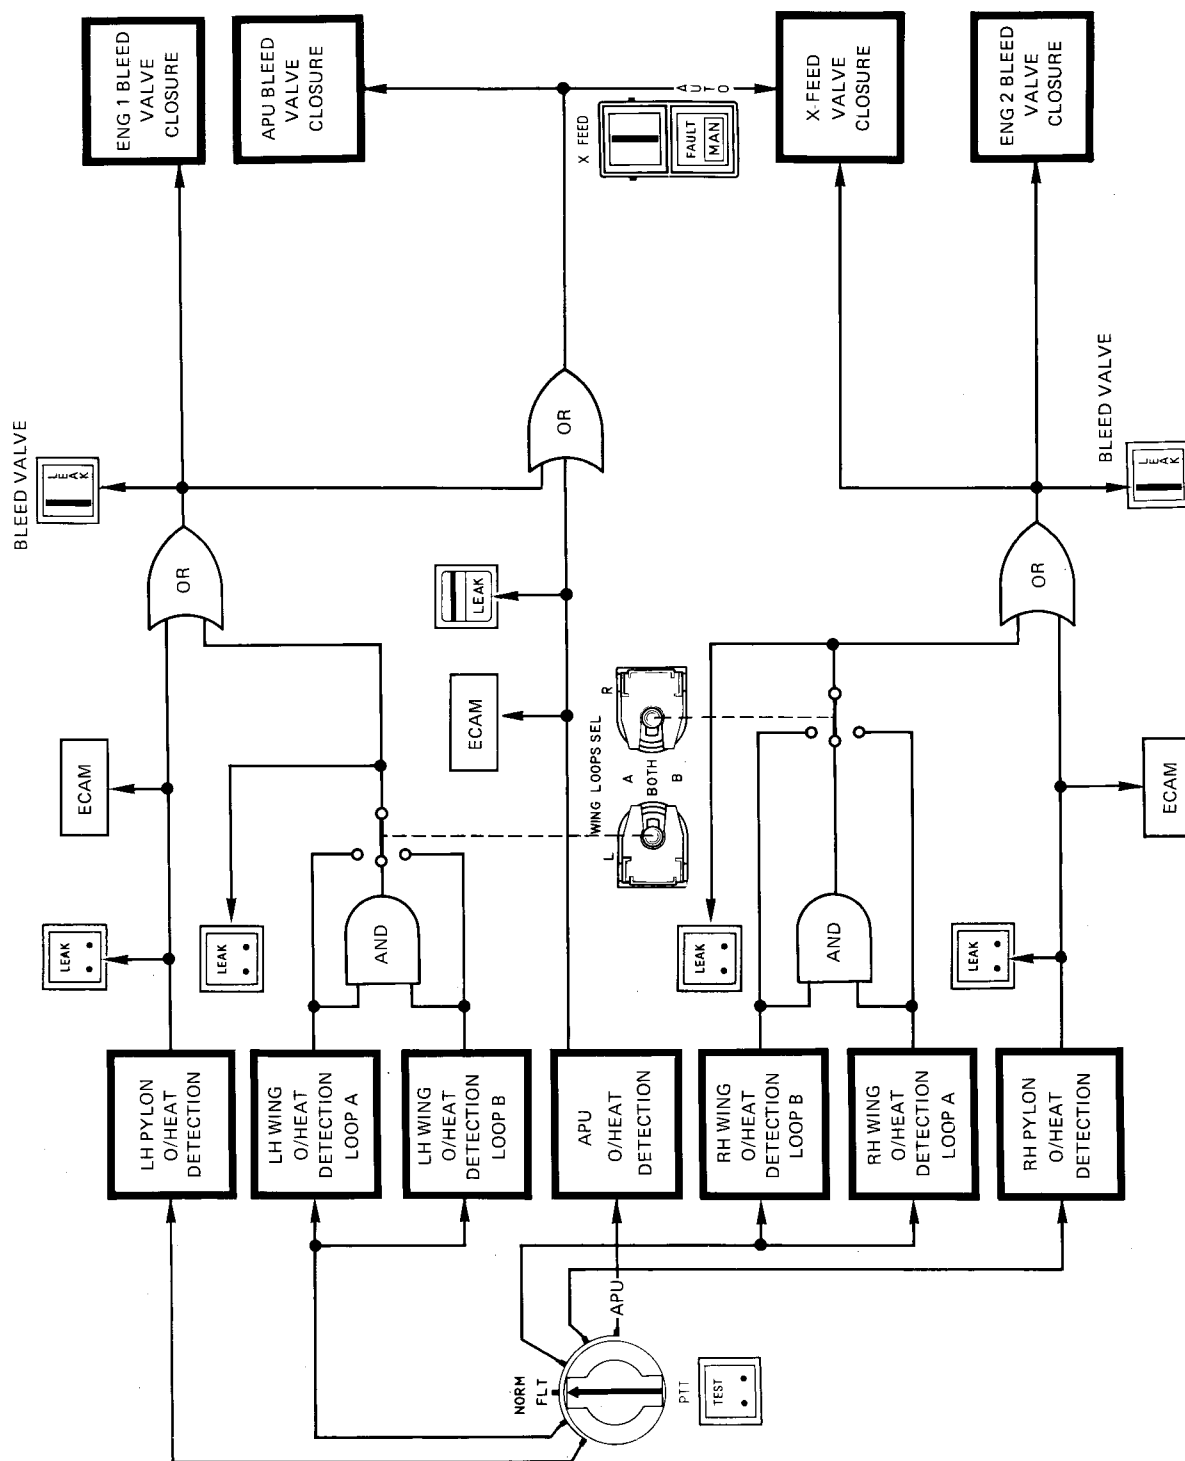 ENG 1 BLEED
VALVE
CLOSURE
APU BLEED
VALVE
CLOSURE
X-FEED
VALVE
CLOSURE
ENG 2 BLEED
VALVE
CLOSURE
AUTO
X FEED
FAULT
MAN
BLEED VALVE
LEAK
OR
BLEED VALVE
LEAK
OR
LEAK
OR
ECAM
ECAM
ECAM
WING LOOPS SEL
L
R
A
BOTH
B
LEAK
LEAK
AND
LEAK
AND
LEAK
LH PYLON
O/HEAT
DETECTION
LH WING
O/HEAT
DETECTION
LOOP A
LH WING
O/HEAT
DETECTION
LOOP B
APU
O/HEAT
DETECTION
RH WING
O/HEAT
DETECTION
LOOP B
RH WING
O/HEAT
DETECTION
LOOP A
RH PYLON
O/HEAT
DETECTION
APU
NORM
FLT
PTT
TEST